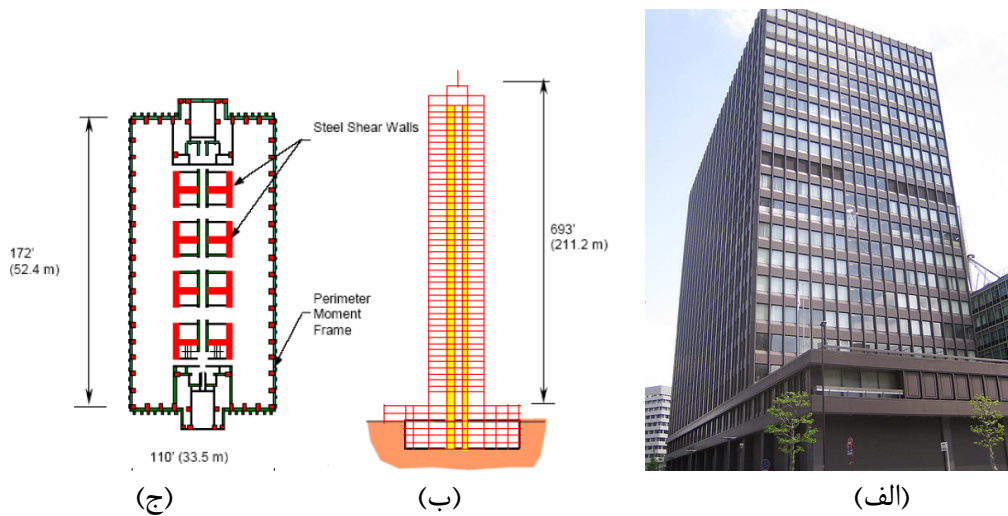 Steel Shear Walls
172'
(52.4 m)
Perimeter
Moment
Frame
110' (33.5 m)
693'
(211.2 m)
(ج)
(ب)
(الف)